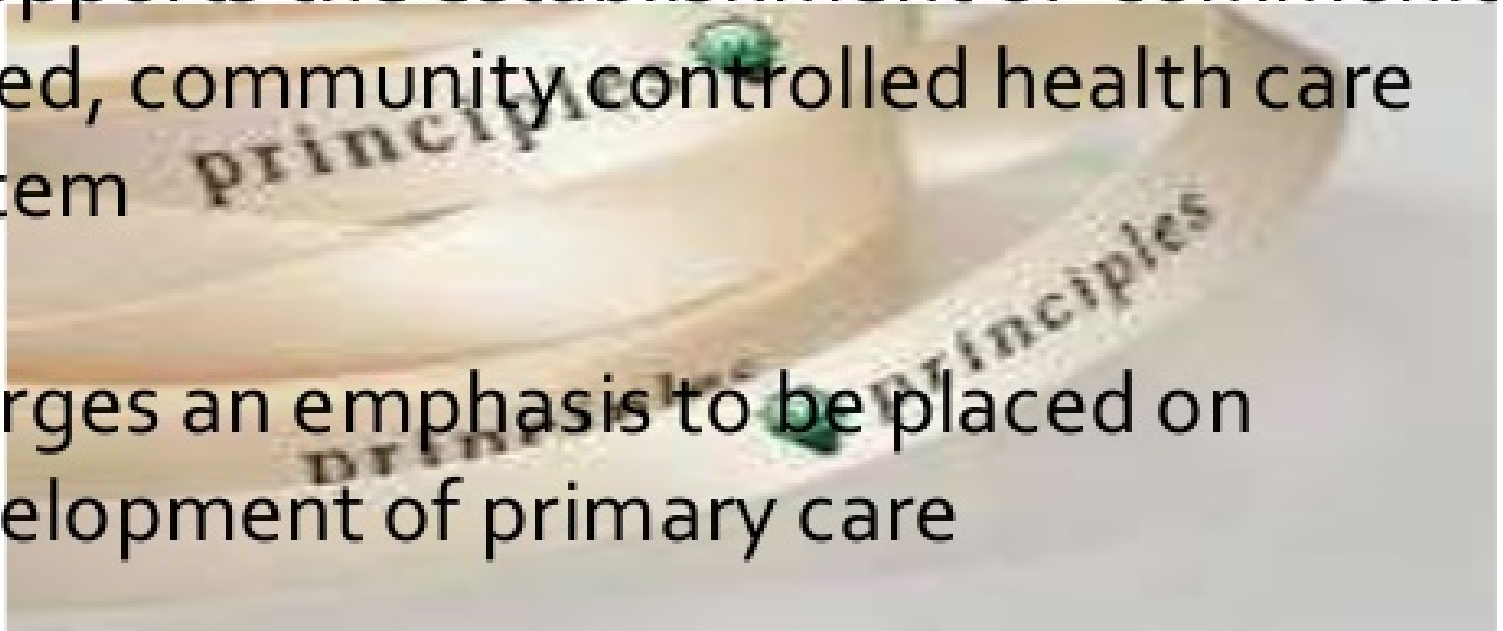 ed, community controlled health care
tem
principles
principles
rges an emphasis to be placed on
principles
elopment of primary care